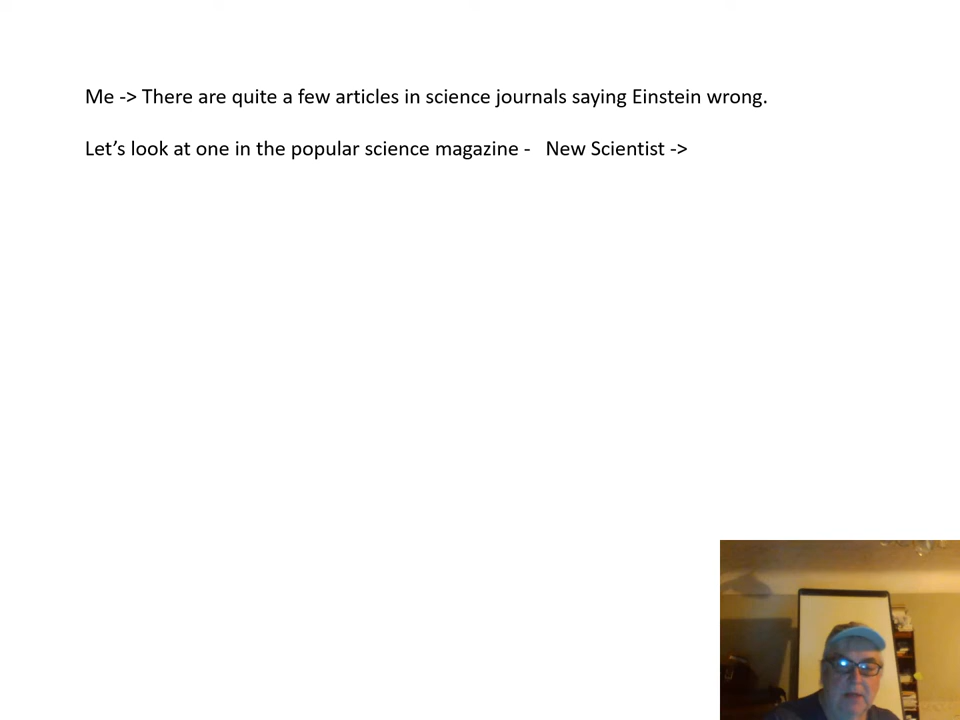 Me -> There are quite a few articles in science journals saying Einstein wrong.
Let’s look at one in the popular science magazine -   New Scientist ->